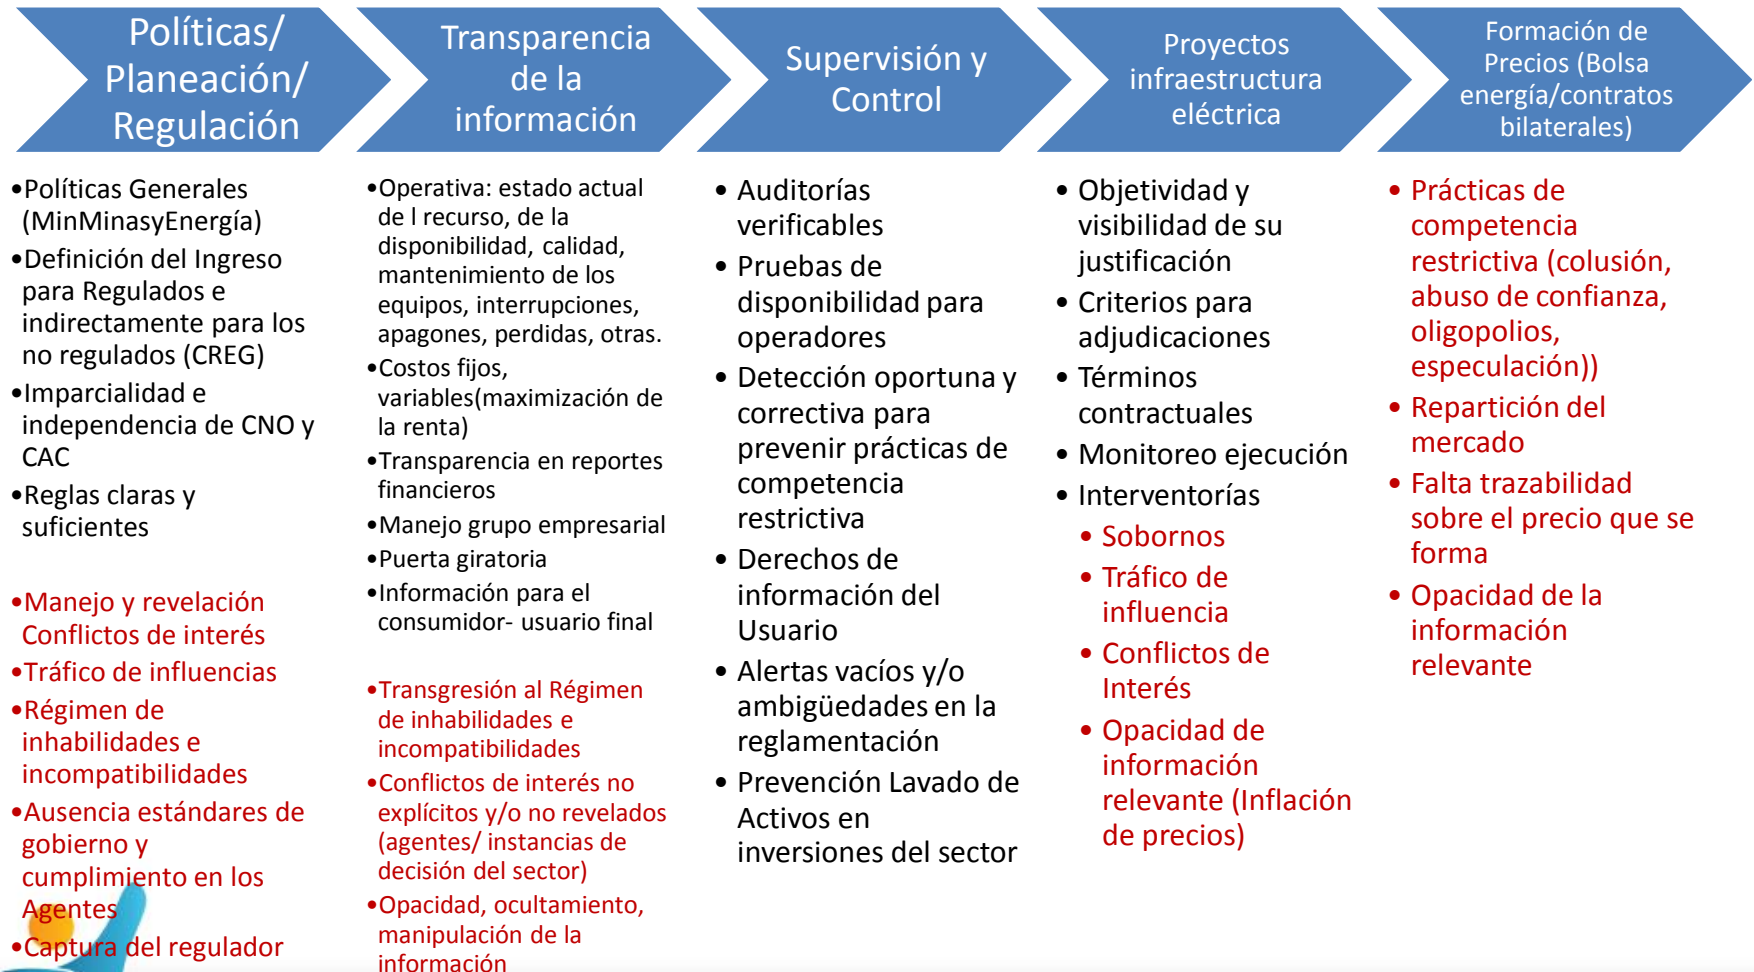 Políticas/
Planeación/
Regulación
•Políticas Generales
(MinMinasyEnergía)
•Definición del Ingreso
para Regulados e
indirectamente para los
no regulados (CREG)
•Imparcialidad e
independencia de CNO y
CAC
•Reglas claras y
suficientes
•Manejo y revelación
Conflictos de interés
•Tráfico de influencias
•Régimen de
inhabilidades e
incompatibilidades
•Ausencia estándares de
gobierno y
cumplimiento en los
Agentes
•Captura del regulador
Transparencia
de la
información
•Operativa: estado actual
de l recurso, de la
disponibilidad, calidad,
mantenimiento de los
equipos, interrupciones,
apagones, perdidas, otras.
•Costos fijos,
variables(maximización de
la renta)
•Transparencia en reportes
financieros
•Manejo grupo empresarial
•Puerta giratoria
•Información para el
consumidor- usuario final
•Transgresión al Régimen
de inhabilidades e
incompatibilidades
•Conflictos de interés no
explícitos y/o no revelados
(agentes/ instancias de
decisión del sector)
•Opacidad, ocultamiento,
manipulación de la
información
Supervisión y
Control
• Auditorías
verificables
• Pruebas de
disponibilidad para
operadores
• Detección oportuna y
correctiva para
prevenir prácticas de
competencia
restrictiva
• Derechos de
información del
Usuario
• Alertas vacíos y/o
ambigüedades en la
reglamentación
• Prevención Lavado de
Activos en
inversiones del sector
Proyectos
infraestructura
eléctrica
• Objetividad y
visibilidad de su
justificación
• Criterios para
adjudicaciones
• Términos
contractuales
• Monitoreo ejecución
• Interventorías
• Sobornos
• Tráfico de
influencia
• Conflictos de
Interés
• Opacidad de
información
relevante (Inflación
de precios)
Formación de
Precios (Bolsa
energía/contratos
bilaterales)
• Prácticas de
competencia
restrictiva (colusión,
abuso de confianza,
oligopolios,
especulación))
• Repartición del
mercado
• Falta trazabilidad
sobre el precio que se
forma
• Opacidad de la
información
relevante